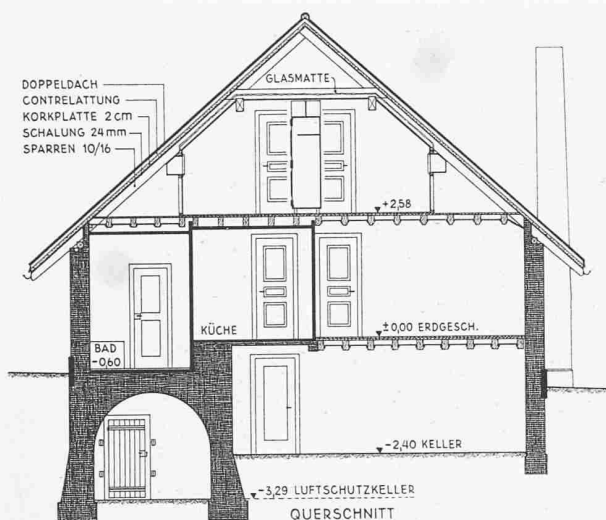 GLASMATTE
DOPPELDACH
CONTRELATTUNG
KORKPLATTE 2 cm
SCHALUNG 24 mm
SPARREN 10/16
+2,58
KÜCHE
±0,00 ERDGESCH.
BAD
-0,60
-2,40 KELLER
-3,29 LUFTSCHUTZKELLER
QUERSCHNITT